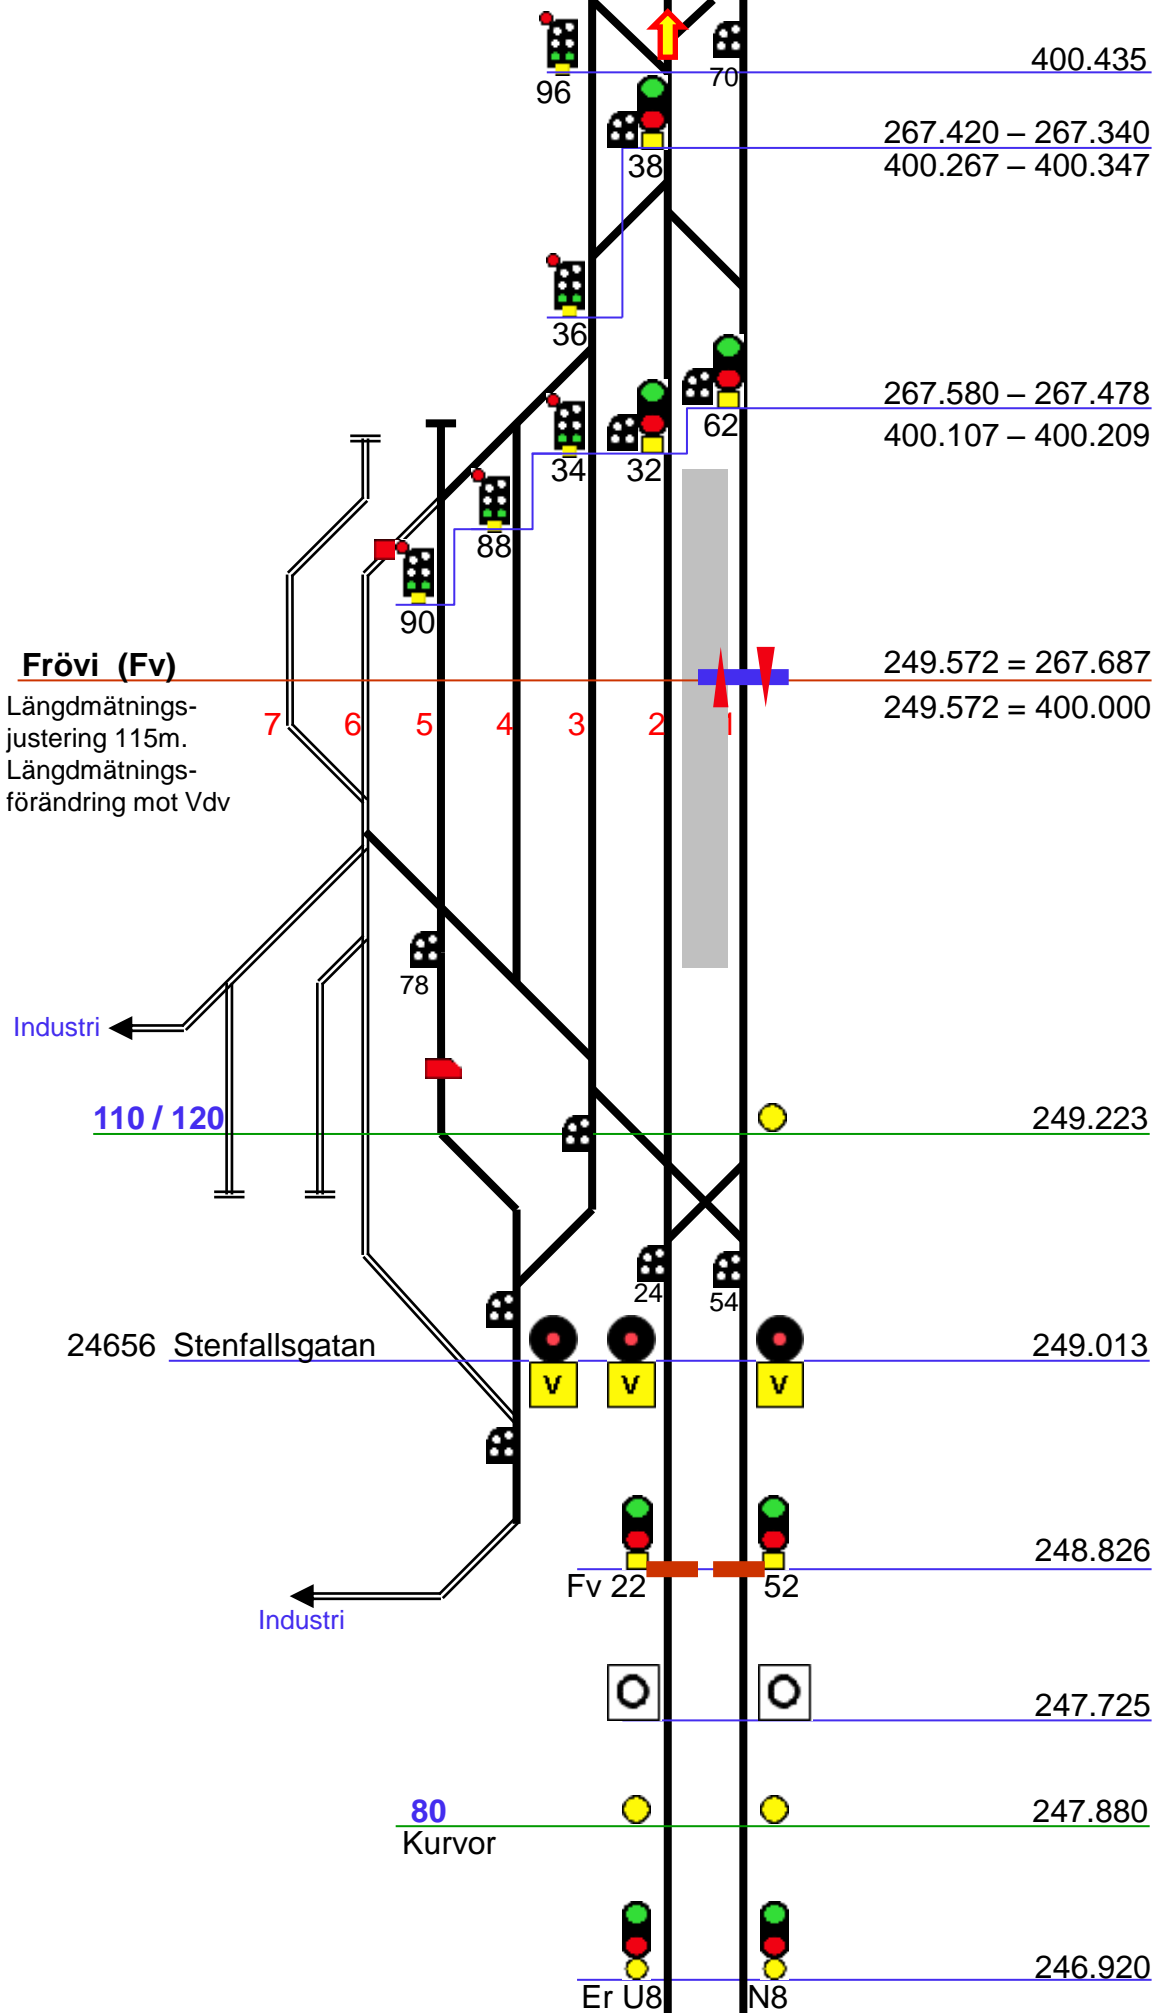 400.435
96
70
267.420 – 267.340
38
400.267 – 400.347
36
267.580 – 267.478
62
400.107 – 400.209
34
32
88
90
Frövi (Fv)
249.572 = 267.687
Längdmätnings-
justering 115m.
Längdmätnings-
förändring mot Vdv
249.572 = 400.000
7
6
5
4
3
2
1
78
Industri
110 / 120
249.223
24
54
24656 Stenfallsgatan
249.013
V
V
V
248.826
Fv 22
52
Industri
247.725
80
247.880
Kurvor
246.920
Er U8
N8